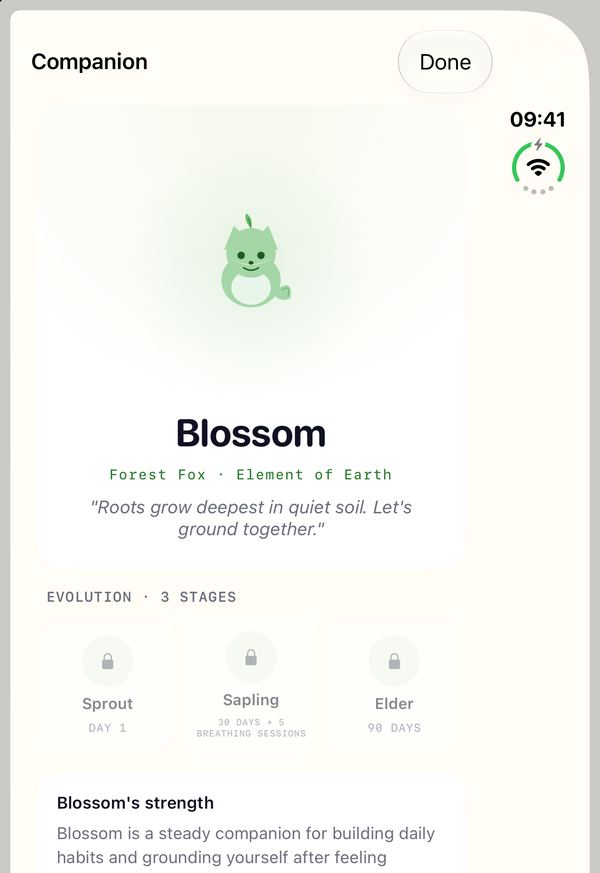 Companion
Done
09:41
Blossom
Forest Fox · Element of Earth
"Roots grow deepest in quiet soil. Let's
ground together."
EVOLUTION · 3 STAGES
Sprout
DAY 1
Sapling
30 DAYS + 5
BREATHING SESSIONS
Elder
90 DAYS
Blossom's strength
Blossom is a steady companion for building daily
habits and grounding yourself after feeling